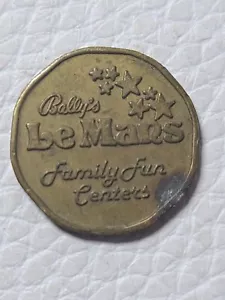 Bally's
Le Mans
Family Fun
Centers